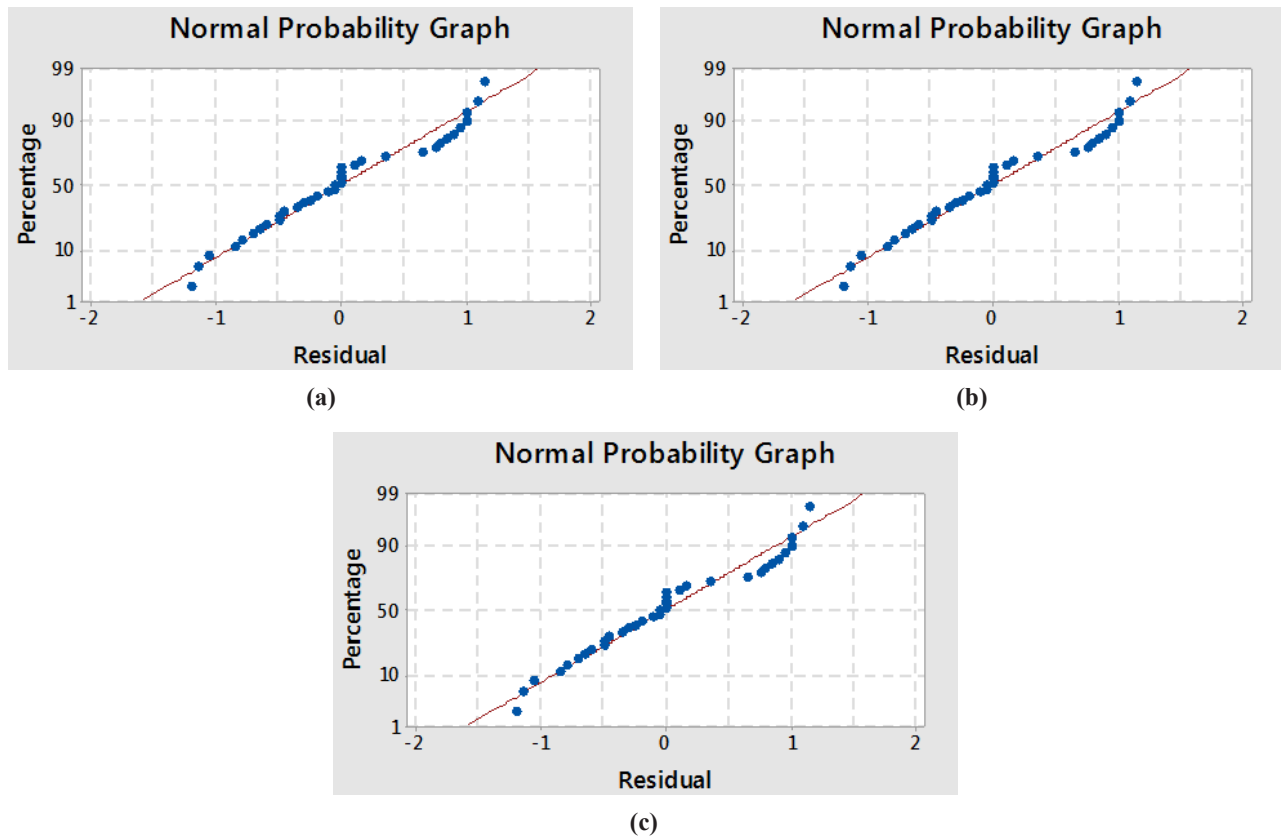 Normal Probability Graph
99
90
50
10
1
Percentage
-2 -1 0 1 2
Residual
(a)
Normal Probability Graph
99
90
50
10
1
Percentage
-2 -1 0 1 2
Residual
(b)
Normal Probability Graph
99
90
50
10
1
Percentage
-2 -1 0 1 2
Residual
(c)